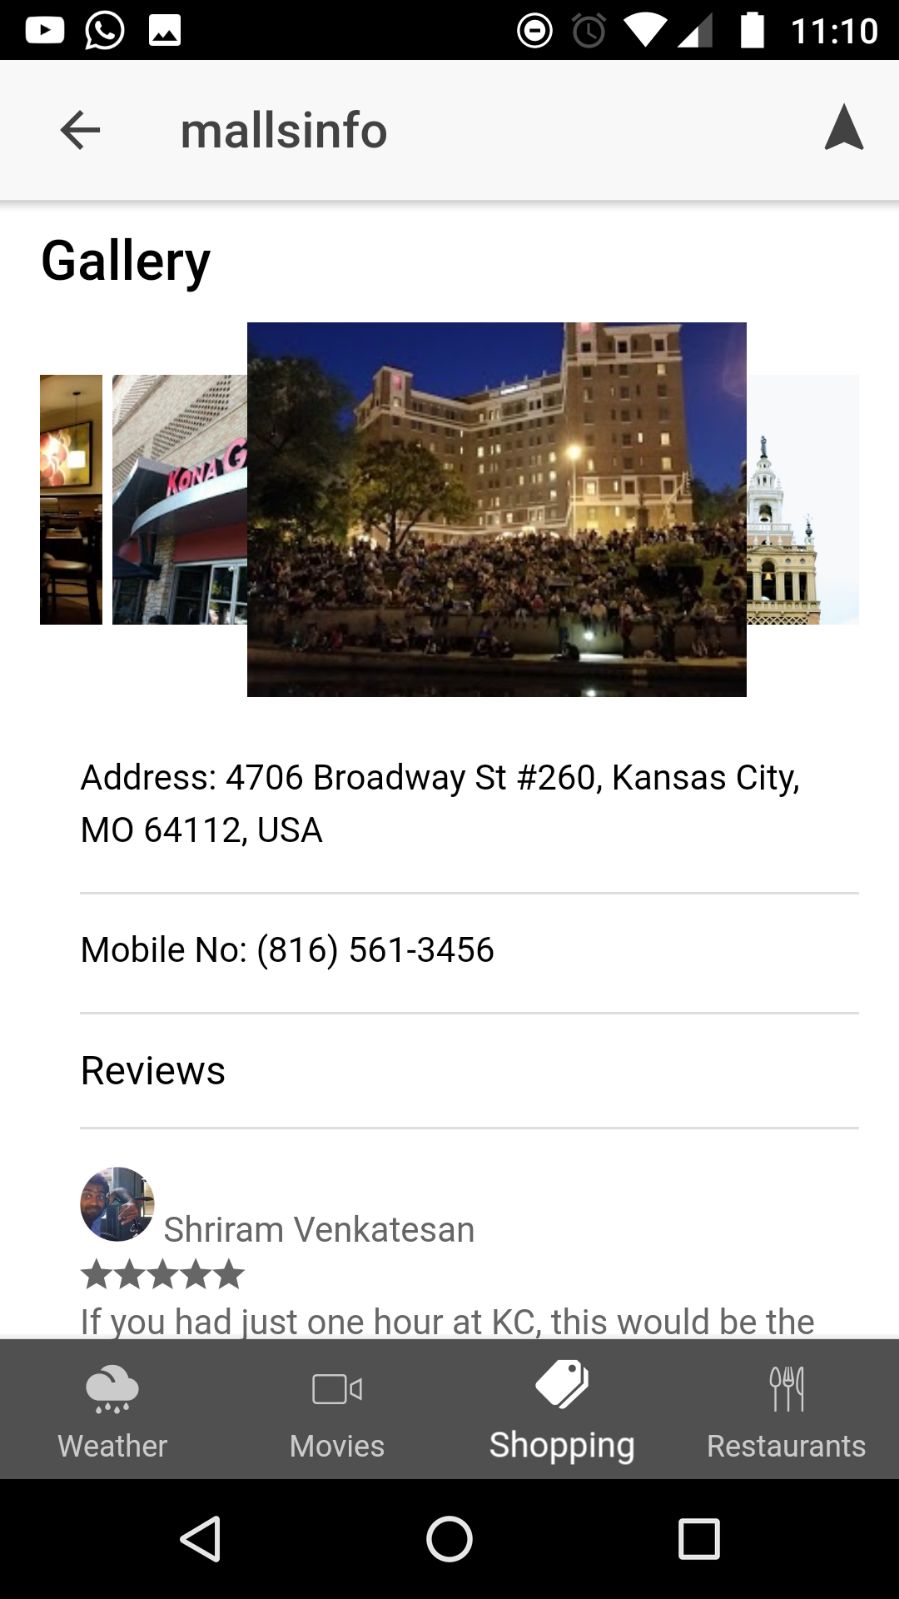 11:10
mallsinfo
Gallery
KONA G
Address: 4706 Broadway St #260, Kansas City,
MO 64112, USA
Mobile No: (816) 561-3456
Reviews
Shriram Venkatesan
If you had just one hour at KC, this would be the
Weather
Movies
Shopping
Restaurants